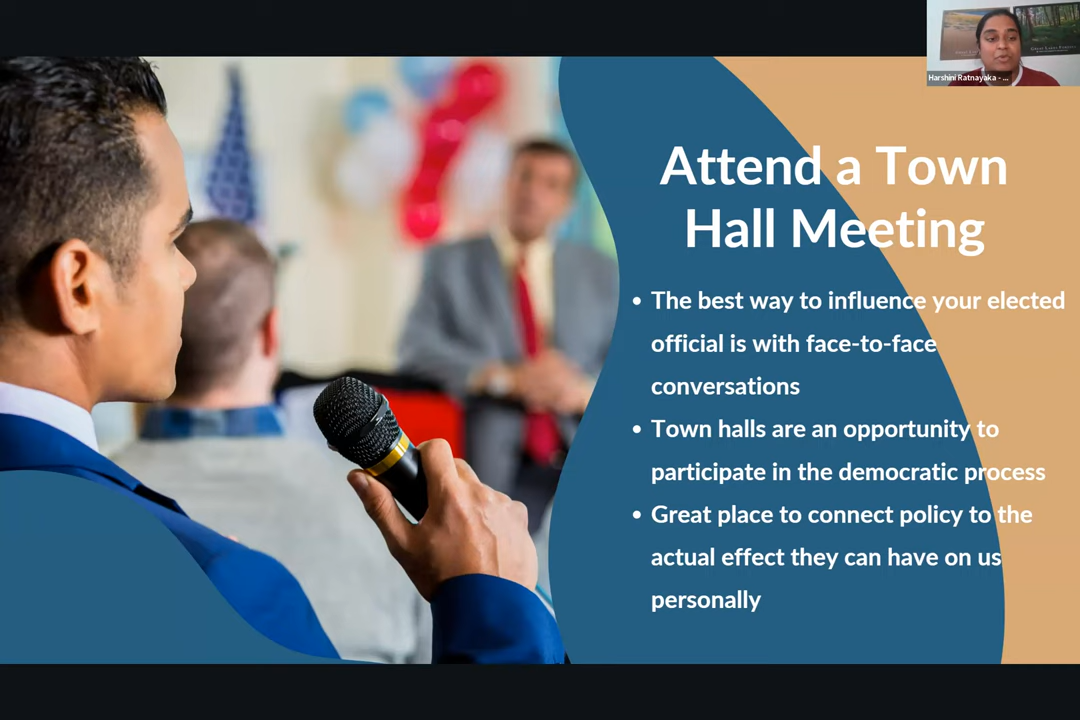 Harshini Ratnayaka - ...
Attend a Town
Hall Meeting
• The best way to influence your elected
official is with face-to-face
conversations
• Town halls are an opportunity to
participate in the democratic process
• Great place to connect policy to the
actual effect they can have on us
personally